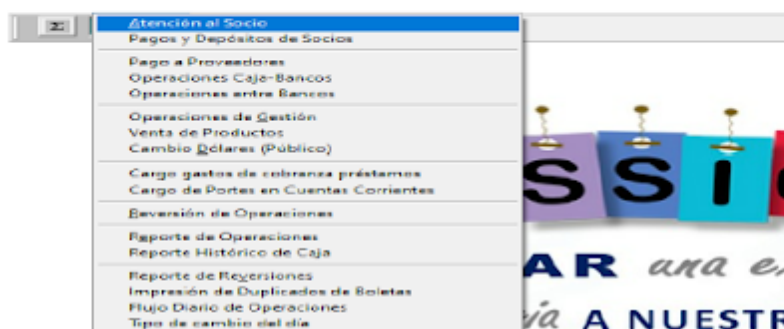 Σ
Atención al Socio
Pagos y Depósitos de Socios
Pago a Proveedores
Operaciones Caja-Bancos
Operaciones entre Bancos
Operaciones de Gestión
Venta de Productos
Cambio Dólares (Público)
Cargo gastos de cobranza préstamos
Cargo de Portes en Cuentas Corrientes
Reversión de Operaciones
Reporte de Operaciones
Reporte Histórico de Caja
Reporte de Reversiones
Impresión de Duplicados de Boletas
Flujo Diario de Operaciones
Tipo de cambio del día
SSI
AR una e
A NUESTR